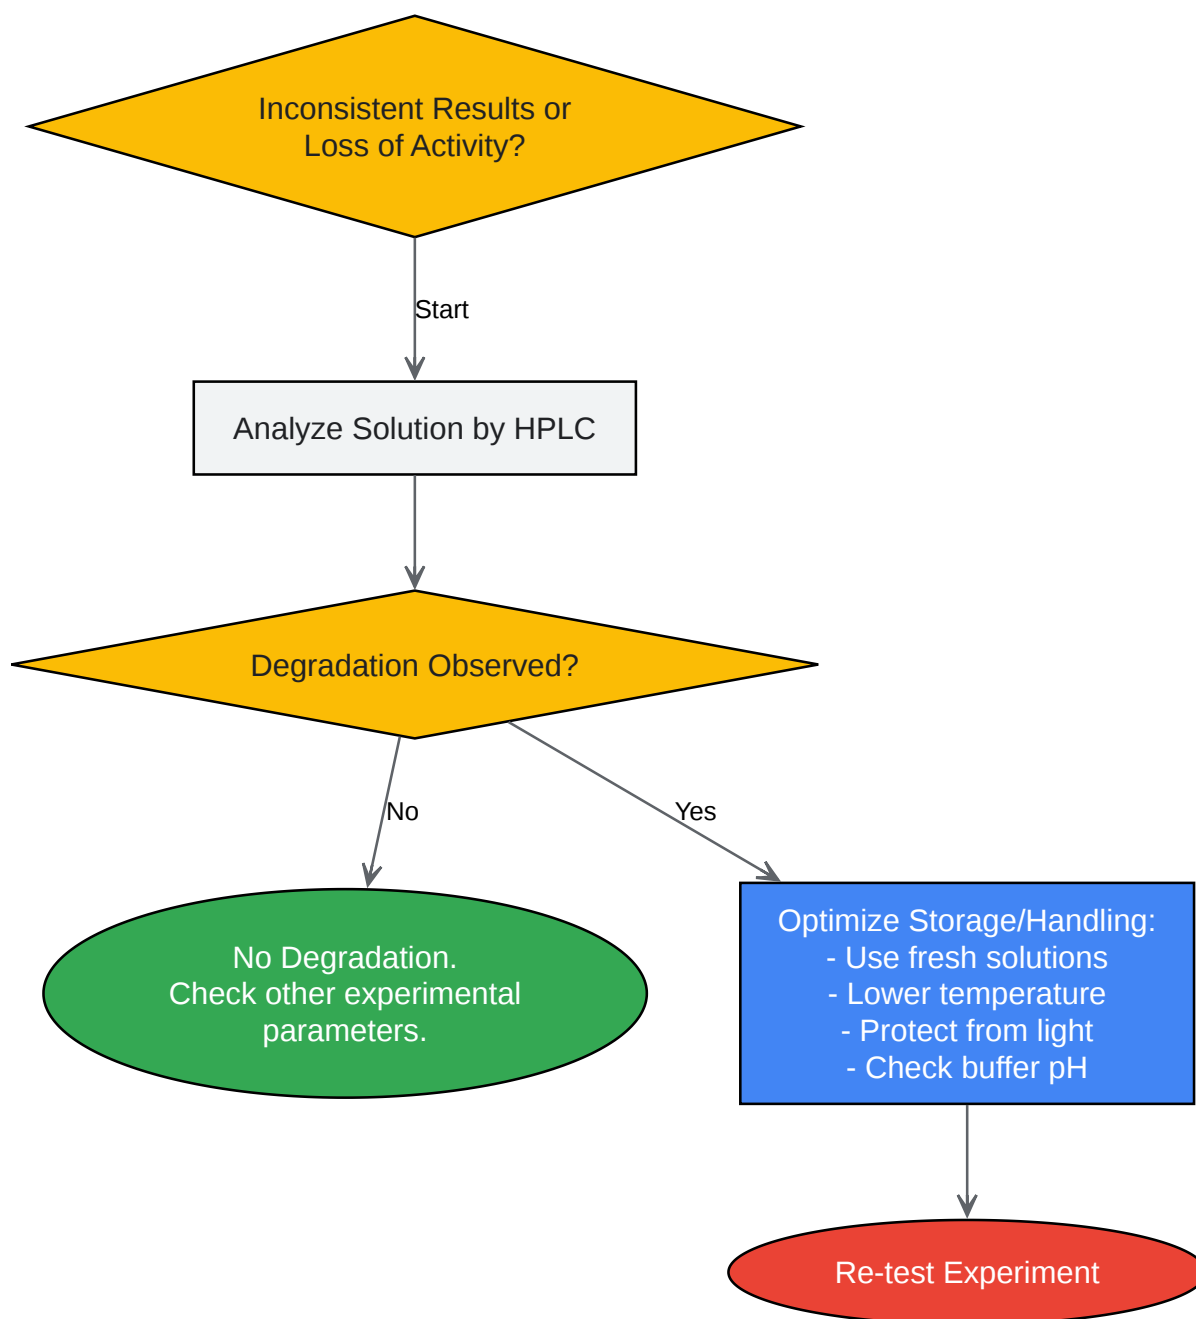 Inconsistent Results or
Loss of Activity?
Start
Analyze Solution by HPLC
Degradation Observed?
No
Yes
No Degradation.
Check other experimental
parameters.
Optimize Storage/Handling:
- Use fresh solutions
- Lower temperature
- Protect from light
- Check buffer pH
Re-test Experiment